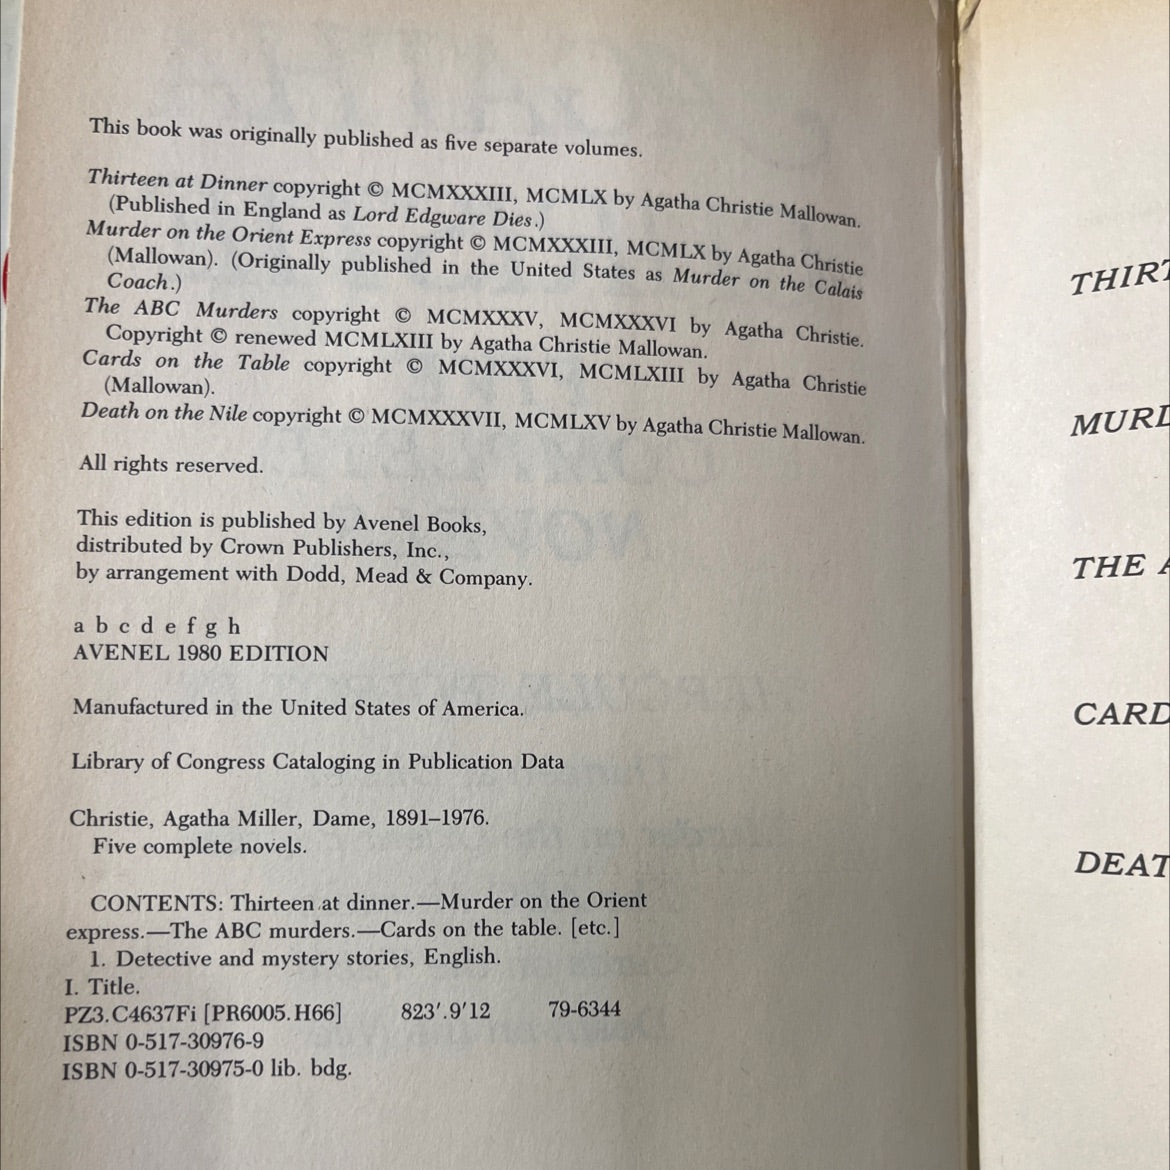 This book was originally published as five separate volumes.
Thirteen at Dinner copyright © MCMXXXIII, MCMLX by Agatha Christie Mallowan.
(Published in England as Lord Edgware Dies.)
Murder on the Orient Express copyright © MCMXXXIII, MCMLX by Agatha Christie
(Mallowan). (Originally published in the United States as Murder on the Calais
Coach.)
The ABC Murders copyright © MCMXXXV, MCMXXXVI by Agatha Christie.
Copyright © renewed MCMLXIII by Agatha Christie Mallowan.
Cards on the Table copyright © MCMXXXVI, MCMLXIII by Agatha Christie
(Mallowan).
Death on the Nile copyright © MCMXXXVII, MCMLXV by Agatha Christie Mallowan.
All rights reserved.
This edition is published by Avenel Books,
distributed by Crown Publishers, Inc.,
by arrangement with Dodd, Mead & Company.
a b c d e f g h
AVENEL 1980 EDITION
Manufactured in the United States of America.
Library of Congress Cataloging in Publication Data
Christie, Agatha Miller, Dame, 1891–1976.
Five complete novels.
CONTENTS: Thirteen at dinner.—Murder on the Orient
express.—The ABC murders.—Cards on the table. [etc.]
1. Detective and mystery stories, English.
I. Title.
PZ3.C4637Fi [PR6005.H66] 823'.9'12 79-6344
ISBN 0-517-30976-9
ISBN 0-517-30975-0 lib. bdg.
THIRT
MURD
THE A
CARD
DEAT